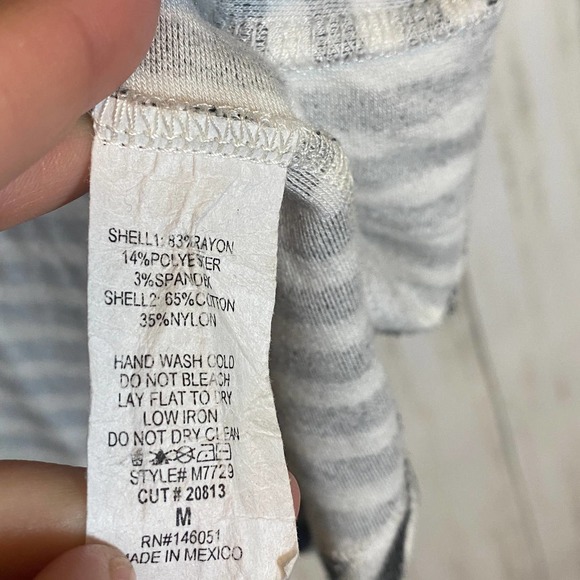 SHELL1: 83%RAYON
14%POLYESTER
3%SPANDEX
SHELL2: 65%COTTON
35%NYLON
HAND WASH COLD
DO NOT BLEACH
LAY FLAT TO DRY
LOW IRON
DO NOT DRY CLEAN
STYLE# M7729
CUT # 20813
M
RN#146051
MADE IN MEXICO